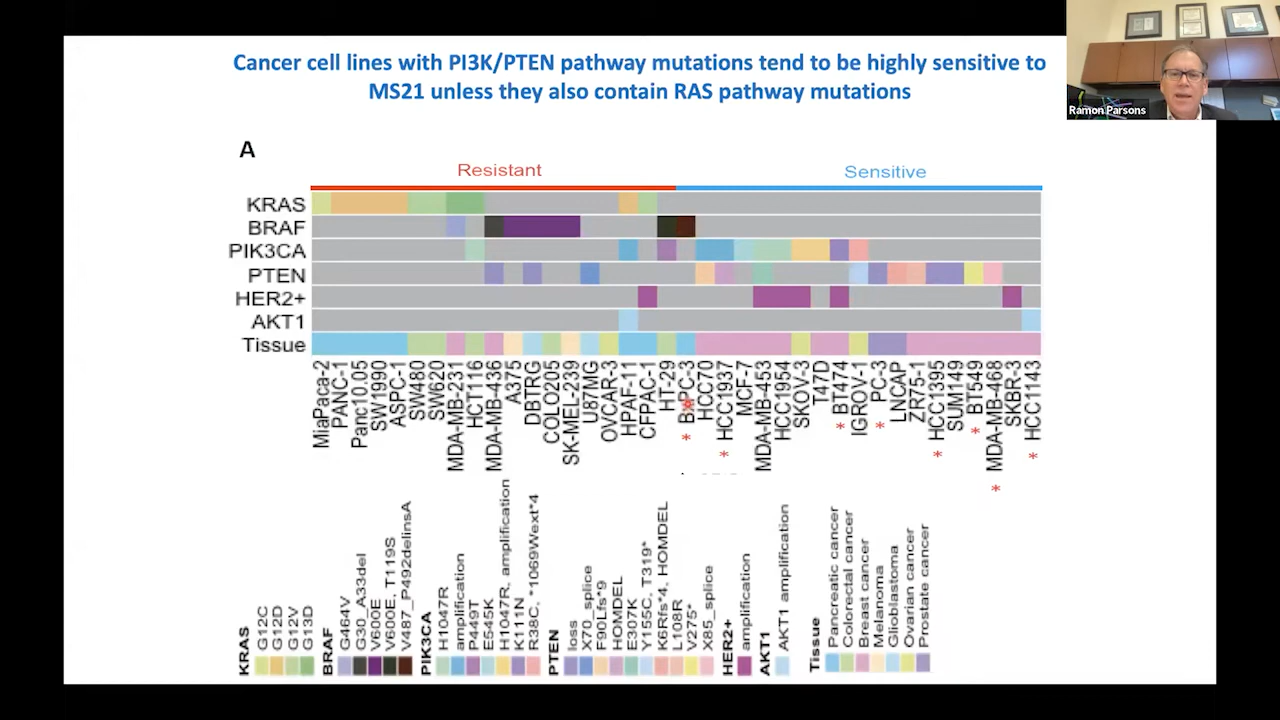 Cancer cell lines with PI3K/PTEN pathway mutations tend to be highly sensitive to
MS21 unless they also contain RAS pathway mutations
Ramon Parsons
A
Resistant
Sensitive
KRAS
BRAF
PIK3CA
PTEN
HER2+
AKT1
Tissue
MiaPaca-2
PANC-1
Panc10.05
SW1990
ASPC-1
SW480
SW620
MDA-MB-231
HCT116
MDA-MB-436
A375
DBTRG
COLO205
SK-MEL-239
U87MG
OVCAR-3
HPAF-11
CFPAC-1
HT-29
BxPC-3
*
HCC70
HCC1937
*
MCF-7
MDA-MB-453
HCC1954
SKOV-3
T47D
BT474
*
IGROV-1
PC-3
*
LNCAP
ZR75-1
HCC1395
*
SUM149
BT549
*
MDA-MB-468
*
SKBR-3
HCC1143
*
KRAS
G12C
G12D
G12V
G13D
BRAF
G464V
G30_A33del
V600E
V600E, T119S
V487_P492delinsA
PIK3CA
H1047R
amplification
P449T
E545K
H1047R, amplification
K111N
R38C, *1069Wext*4
PTEN
loss
X70_splice
F90Lfs*9
HOMDEL
E307K
Y155C, T319*
K6Rfs*4, HOMDEL
L108R
V275*
X85_splice
HER2+
amplification
AKT1
AKT1 amplification
Tissue
Pancreatic cancer
Colorectal cancer
Breast cancer
Melanoma
Glioblastoma
Ovarian cancer
Prostate cancer